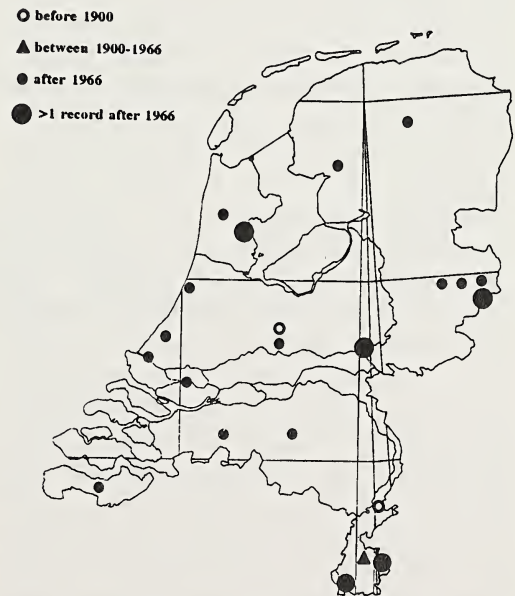 before 1900
between 1900-1966
after 1966
>1 record after 1966